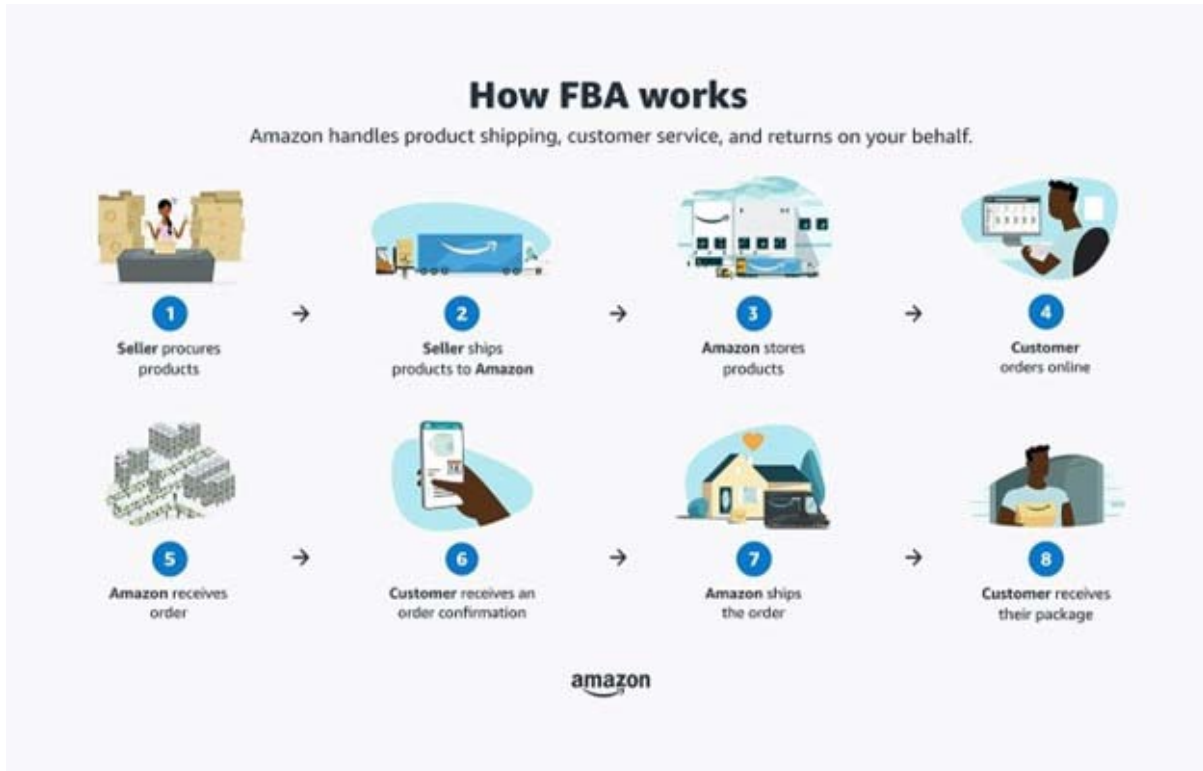 How FBA works
Amazon handles product shipping, customer service, and returns on your behalf.
1
Seller procures
products
2
Seller ships
products to Amazon
3
Amazon stores
products
4
Customer
orders online
5
Amazon receives
order
6
Customer receives an
order confirmation
7
Amazon ships
the order
8
Customer receives
their package
amazon